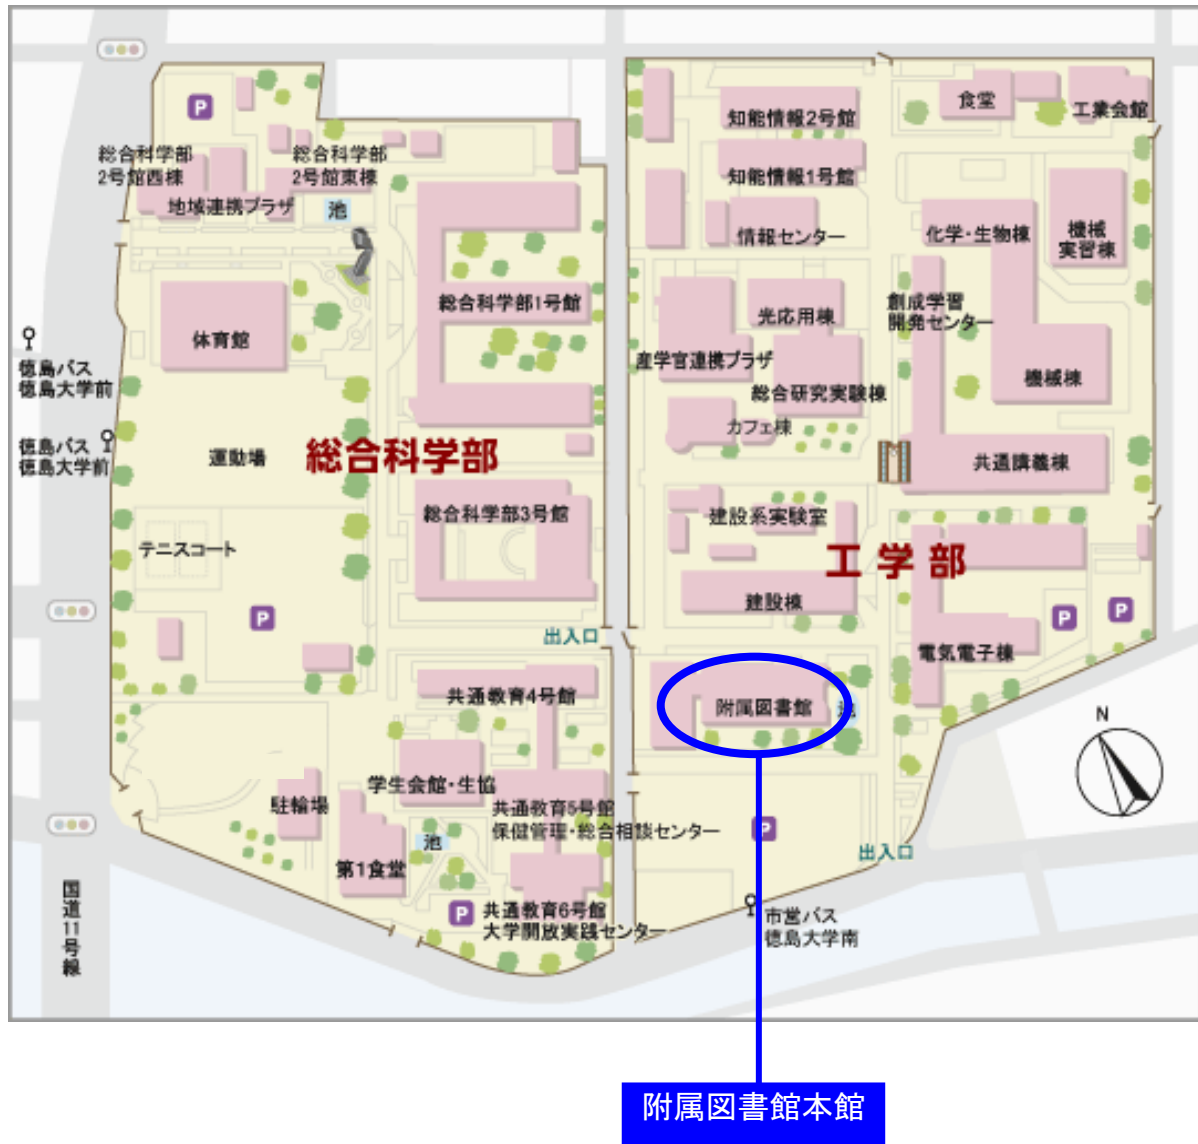 P
知能情報2号館
食堂
工業会館
総合科学部
2号館西棟
総合科学部
2号館東棟
知能情報1号館
地域連携プラザ
池
情報センター
化学・生物棟
機械
実習棟
総合科学部1号館
光応用棟
創成学習
開発センター
体育館
徳島バス
徳島大学前
産学官連携プラザ
総合研究実験棟
機械棟
カフェ棟
徳島バス
徳島大学前
運動場
総合科学部
共通講義棟
総合科学部3号館
建設系実験室
テニスコート
工学部
建設棟
P
P
P
出入口
電気電子棟
共通教育4号館
附属図書館
池
N
学生会館・生協
駐輪場
共通教育5号館
保健管理・総合相談センター
池
P
出入口
第1食堂
国道11号線
P
共通教育6号館
大学開放実践センター
市営バス
徳島大学南
附属図書館本館